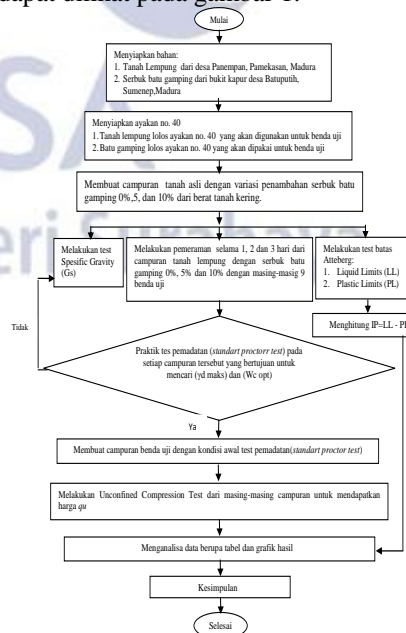 dapat dilihat pada gambar 1.
Mulai
Menyiapkan bahan:
1. Tanah Lempung dari desa Panempan, Pamekasan, Madura
2. Serbuk batu gamping dari bukit kapur desa Batuputih,
Sumenep,Madura
Menyiapkan ayakan no. 40
1.Tanah lempung lolos ayakan no. 40 yang akan digunakan untuk benda uji
2.Batu gamping lolos ayakan no. 40 yang akan dipakai untuk benda uji
Membuat campuran tanah asli dengan variasi penambahan serbuk batu
gamping 0%,5, dan 10% dari berat tanah kering.
Melakukan test
Spesific Gravity
(Gs)
Melakukan pemeraman selama 1, 2 dan 3 hari dari
campuran tanah lempung dengan serbuk batu
gamping 0%, 5% dan 10% dengan masing-masig 9
benda uji
Melakukan test batas
Atteberg:
1. Liquid Limits (LL)
2. Plastic Limits (PL)
Menghitung IP=LL - PL
Tidak
Praktik tes pemadatan (standart proctorr test) pada
setiap campuran tersebut yang bertujuan untuk
mencari (γd maks) dan (Wc opt)
Ya
Membuat campuran benda uji dengan kondisi awal test pemadatan(standart proctor test)
Melakukan Unconfined Compression Test dari masing-masing campuran untuk mendapatkan
harga qu
Menganalisa data berupa tabel dan grafik hasil
Kesimpulan
Selesai